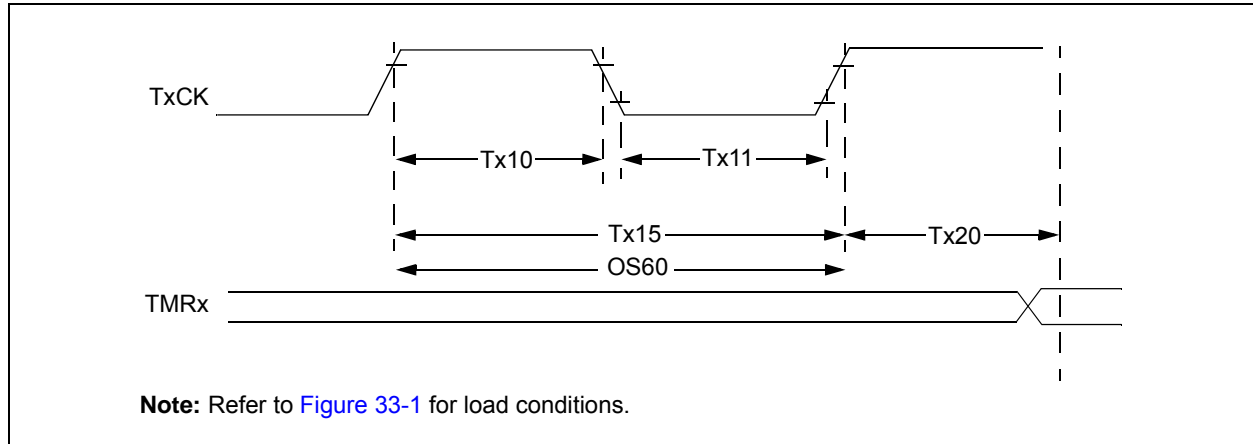 TxCK
Tx10
Tx11
Tx15
Tx20
OS60
TMRx
Note: Refer to Figure 33-1 for load conditions.